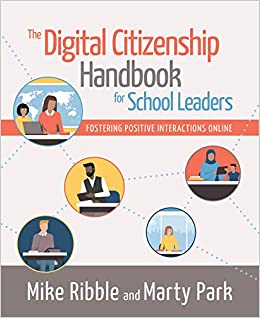 The
Digital Citizenship
Handbook
for School Leaders
FOSTERING POSITIVE INTERACTIONS ONLINE
Mike Ribble and Marty Park